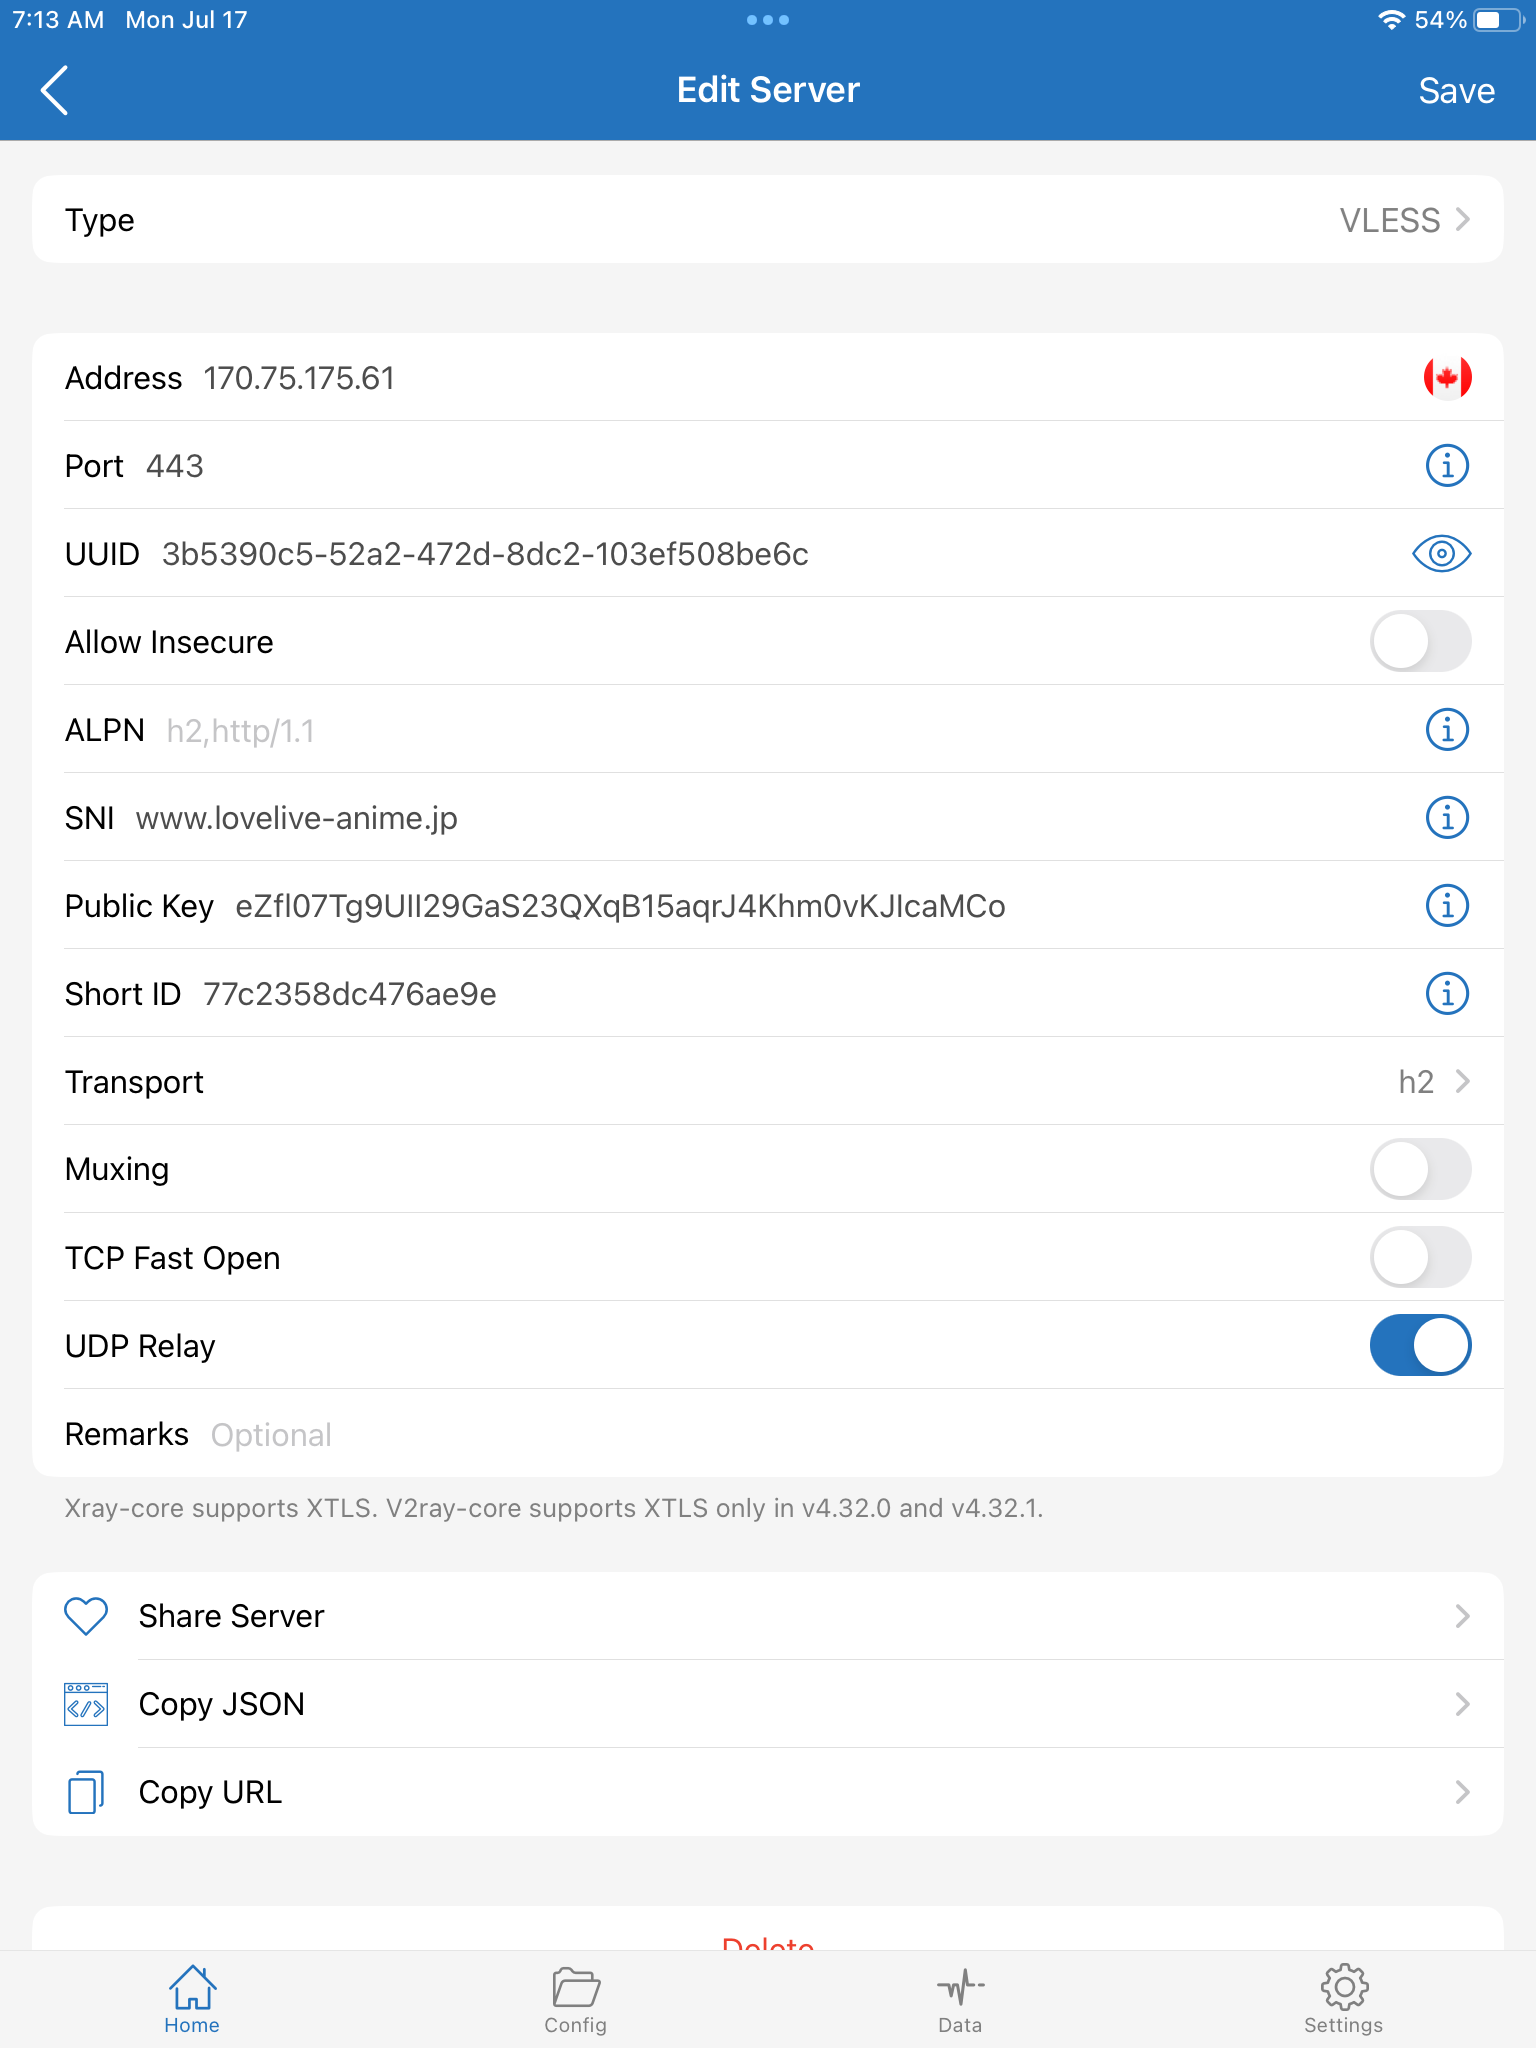 7:13 AM Mon Jul 17 54%
Edit Server Save
Type VLESS
Address 170.75.175.61
Port 443
UUID 3b5390c5-52a2-472d-8dc2-103ef508be6c
Allow Insecure
ALPN h2,http/1.1
SNI www.lovelive-anime.jp
Public Key eZfl07Tg9UII29GaS23QXqB15aqrJ4Khm0vKJIcaMCo
Short ID 77c2358dc476ae9e
Transport h2
Muxing
TCP Fast Open
UDP Relay
Remarks Optional
Xray-core supports XTLS. V2ray-core supports XTLS only in v4.32.0 and v4.32.1.
Share Server
Copy JSON
Copy URL
Delete
Home Config Data Settings